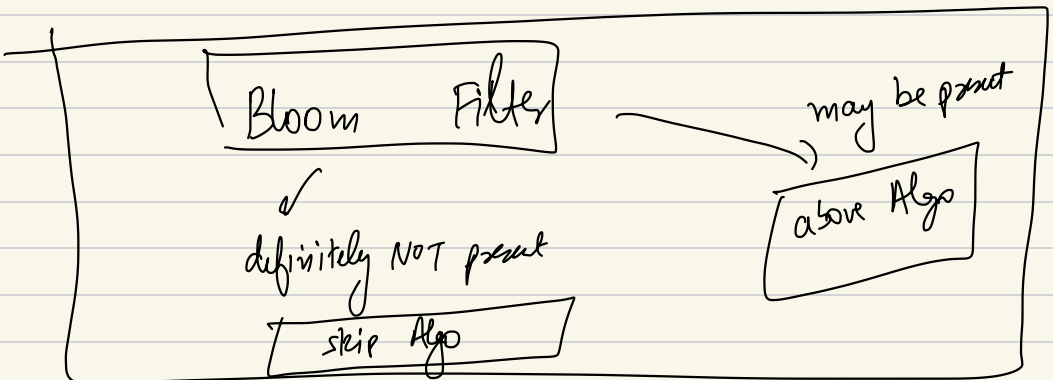 Bloom Filter
may be present
above Algo
definitely NOT present
skip Algo